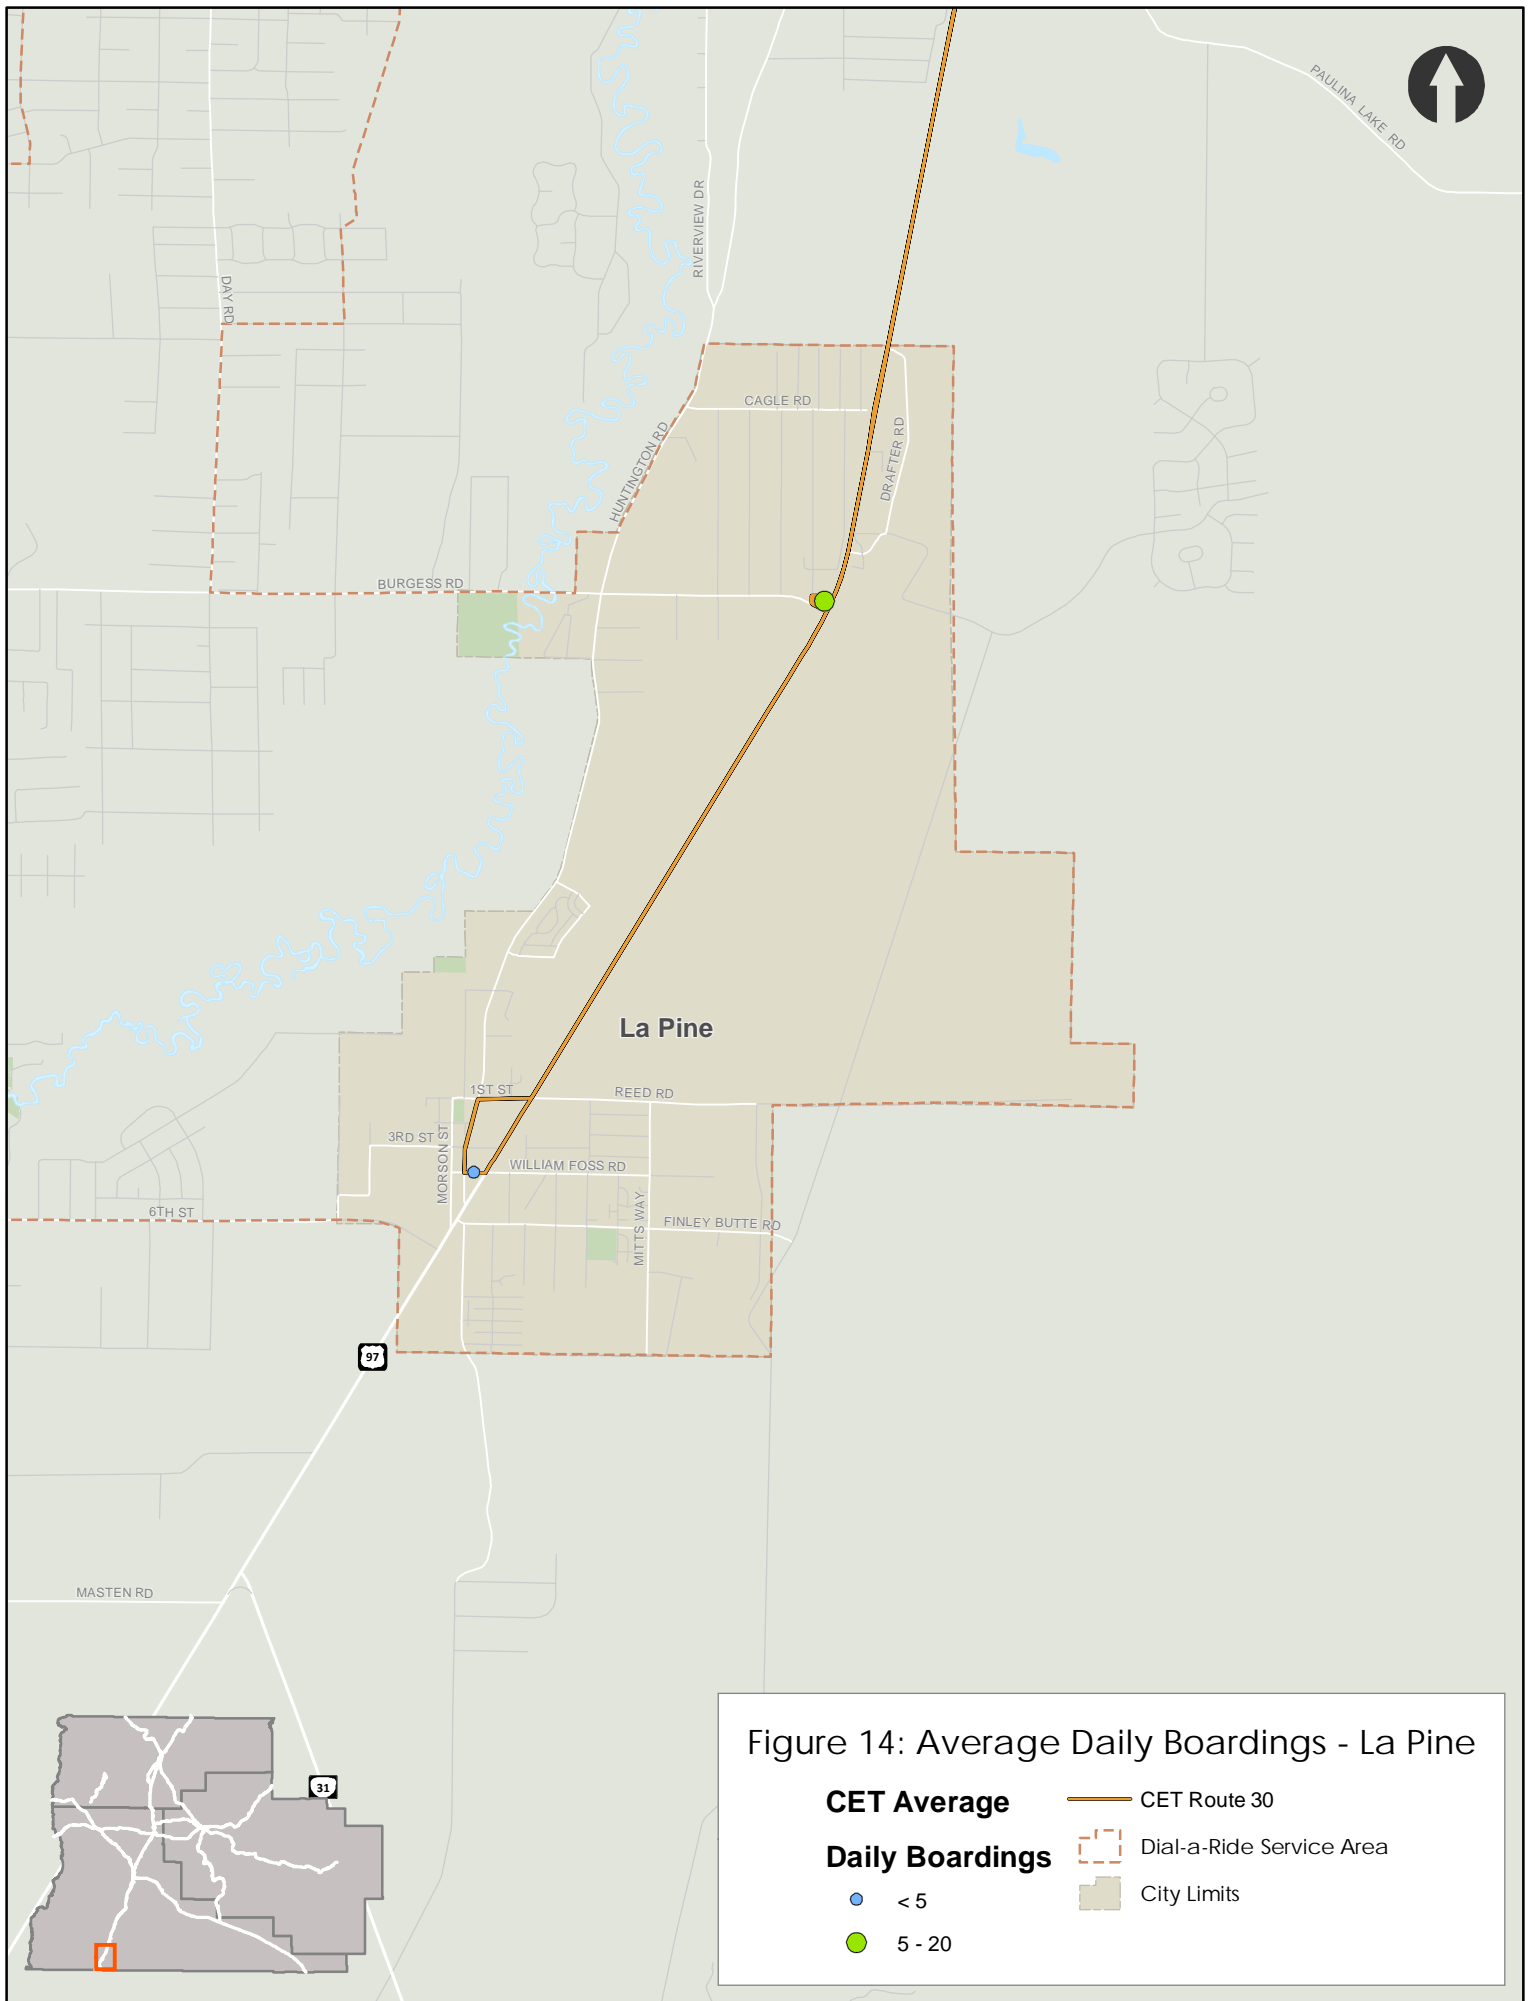 PAULINA LAKE RD
RIVERVIEW DR
DAY RD
CAGLE RD
HUNTINGTON RD
DRAFTER RD
BURGESS RD
La Pine
1ST ST
REED RD
3RD ST
MORSON ST
WILLIAM FOSS RD
6TH ST
MITTS WAY
FINLEY BUTTE RD
97
MASTEN RD
31
Figure 14: Average Daily Boardings - La Pine
CET Average
Daily Boardings
< 5
5 - 20
CET Route 30
Dial-a-Ride Service Area
City Limits